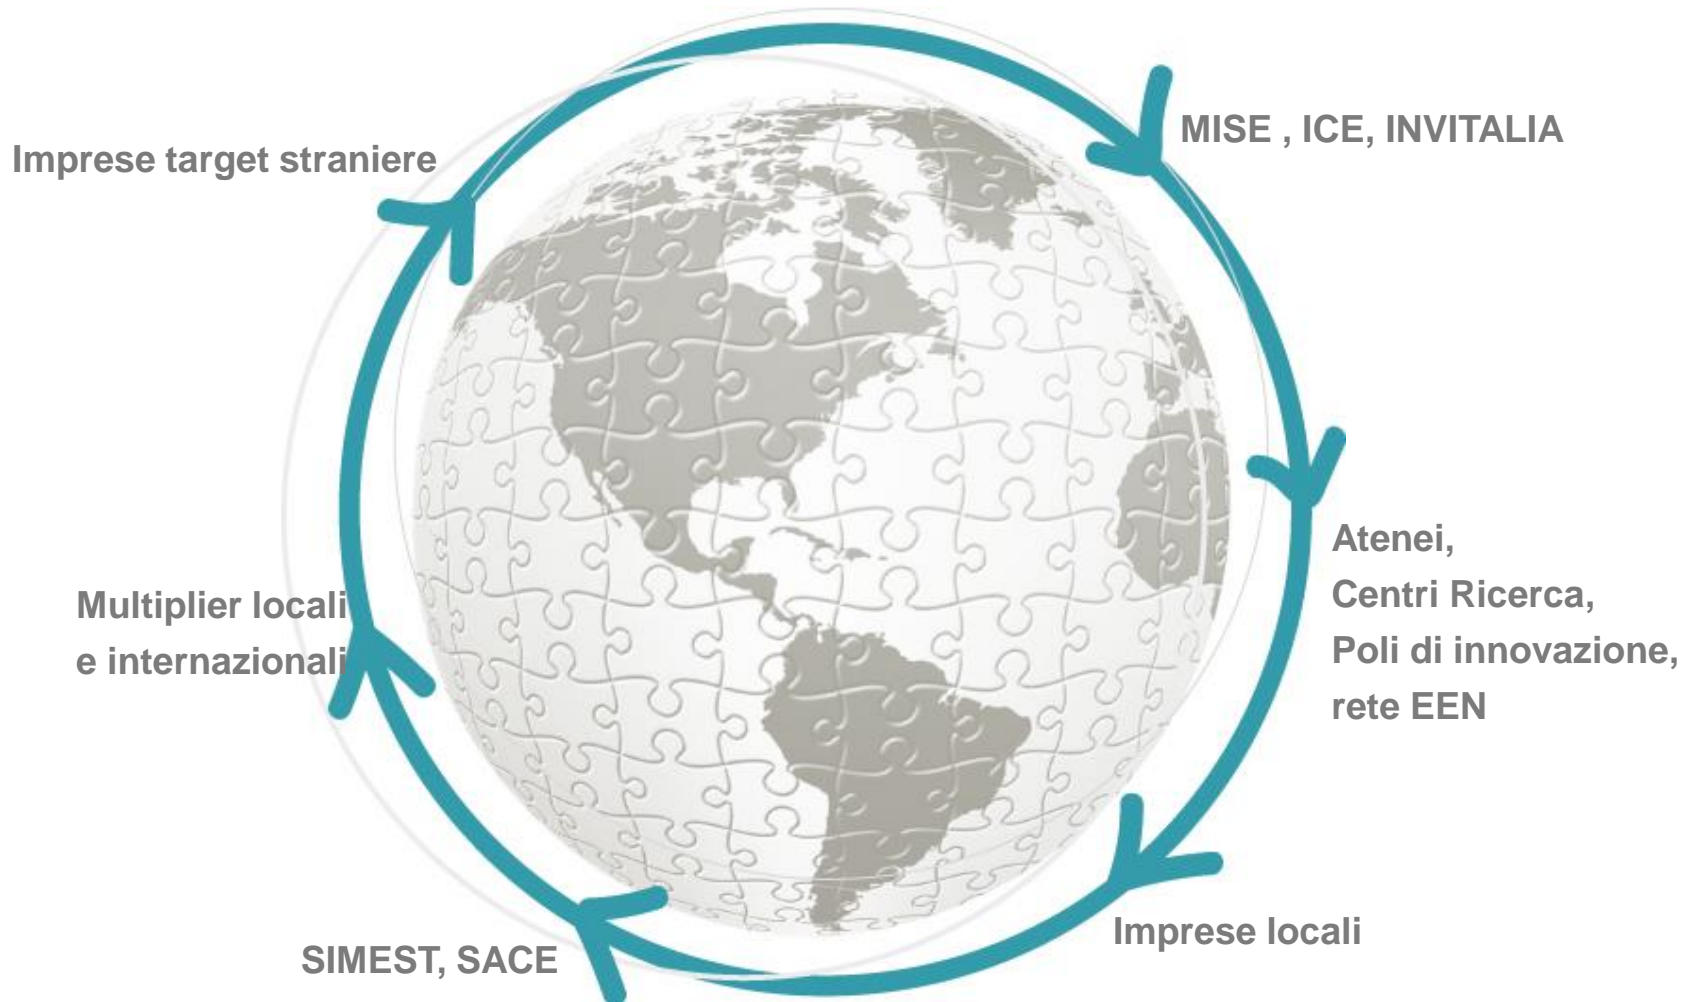 Imprese target straniere
MISE , ICE, INVITALIA
Atenei,
Centri Ricerca,
Poli di innovazione,
rete EEN
Imprese locali
SIMEST, SACE
Multiplier locali
e internazionali